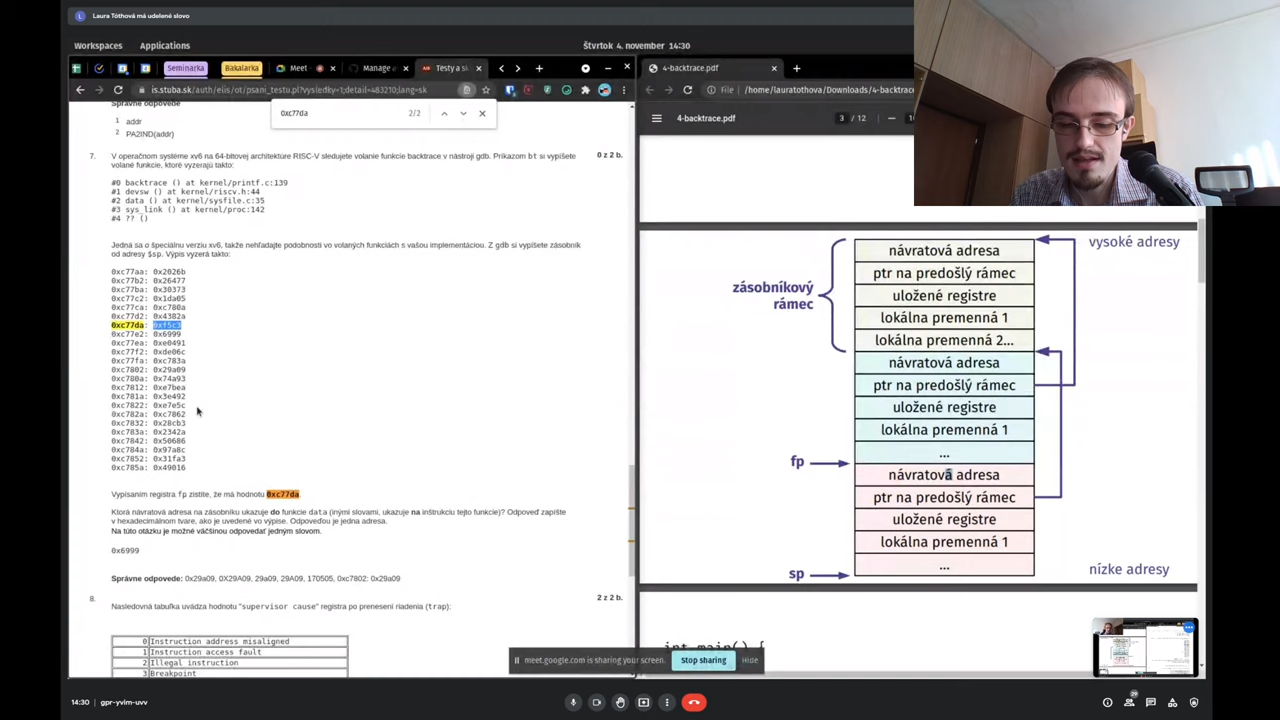 Laura Tóthová má udelené slovo
Workspaces Applications
Štvrtok 4. november 14:30
Seminarka
Bakalarka
Meet
Manage
Testy a sk
4-backtrace.pdf
is.stuba.sk/auth/elis/ot/psani_testu.pl?vysledky=1;detail=483210;lang=sk
File /home/lauratothova/Downloads/4-backtrac
0xc77da 2/2
4-backtrace.pdf
3 / 12
Správne odpovede
1 addr
2 PA2IND(addr)
7. V operačnom systéme xv6 na 64-bitovej architektúre RISC-V sledujete volanie funkcie backtrace v nástroji gdb. Príkazom bt si vypíšete
0 z 2 b.
volané funkcie, ktoré vyzerajú takto:
#0 backtrace () at kernel/printf.c:139
#1 devsw () at kernel/riscv.h:44
#2 data () at kernel/sysfile.c:35
#3 sys_link () at kernel/proc:142
#4 ?? ()
Jedná sa o špeciálnu verziu xv6, takže nehľadajte podobnosti vo volaných funkciách s vašou implementáciou. Z gdb si vypíšete zásobník
od adresy $sp. Výpis vyzerá takto:
0xc77aa: 0x2026b
0xc77b2: 0x26477
0xc77ba: 0x30373
0xc77c2: 0x1da05
0xc77ca: 0xc780a
0xc77d2: 0x4382a
0xc77da: 0xf5c3
0xc77e2: 0x6999
0xc77ea: 0xe0491
0xc77f2: 0xde06c
0xc77fa: 0xc783a
0xc7802: 0x29a09
0xc780a: 0x74a93
0xc7812: 0xe7bea
0xc781a: 0x3e492
0xc7822: 0xe7e5c
0xc782a: 0xc7862
0xc7832: 0x28cb3
0xc783a: 0x2342a
0xc7842: 0x50686
0xc784a: 0x97a8c
0xc7852: 0x31fa3
0xc785a: 0x49016
Vypísaním registra fp zistíte, že má hodnotu 0xc77da.
Ktorá návratová adresa na zásobníku ukazuje do funkcie data (inými slovami, ukazuje na inštrukciu tejto funkcie)? Odpoveď zapíšte
v hexadecimálnom tvare, ako je uvedené vo výpise. Odpoveďou je jedna adresa.
Na túto otázku je možné väčšinou odpovedať jedným slovom.
0x6999
Správne odpovede: 0x29a09, 0X29A09, 29a09, 29A09, 170505, 0xc7802: 0x29a09
8.
2 z 2 b.
Nasledovná tabuľka uvádza hodnotu "supervisor cause" registra po prenesení riadenia (trap):
0 Instruction address misaligned
1 Instruction access fault
2 Illegal instruction
3 Breakpoint
zásobníkový
rámec
návratová adresa
ptr na predošlý rámec
uložené registre
lokálna premenná 1
lokálna premenná 2...
návratová adresa
ptr na predošlý rámec
uložené registre
lokálna premenná 1
...
návratová adresa
ptr na predošlý rámec
uložené registre
lokálna premenná 1
...
vysoké adresy
fp
sp
nízke adresy
int main() {
meet.google.com is sharing your screen. Stop sharing Hide
14:30 gpr-yvim-uvv
29